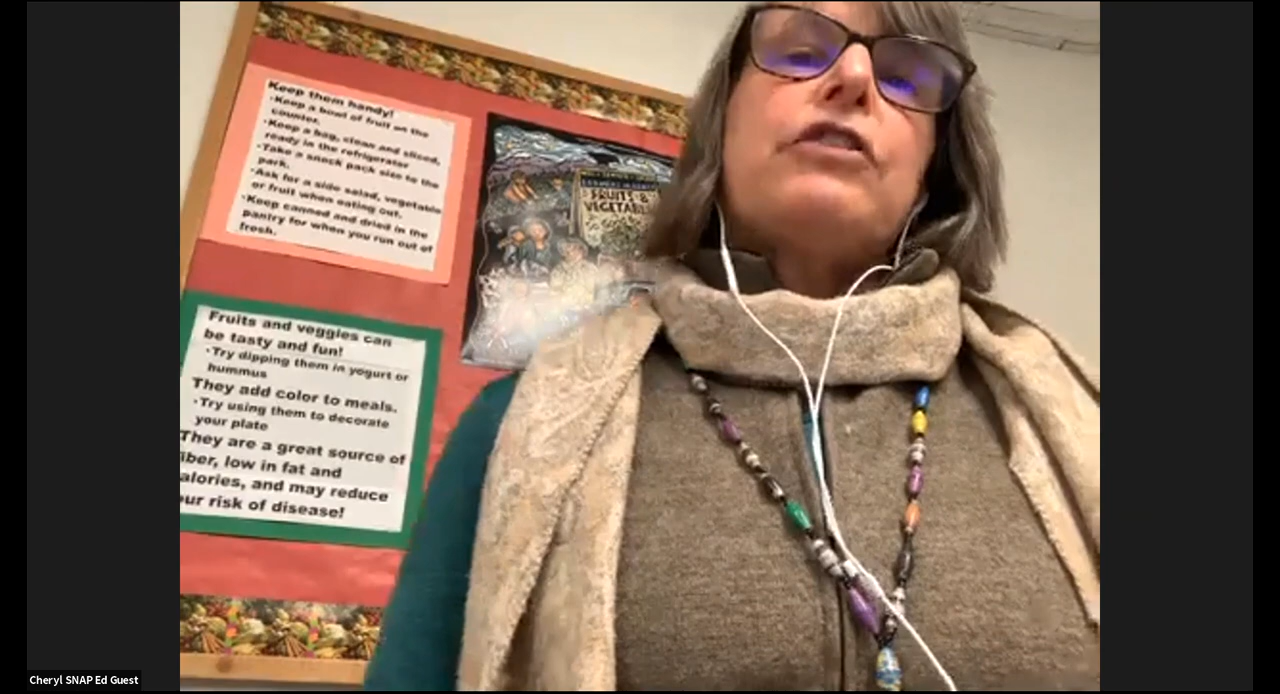 Keep them handy!
·Keep a bowl of fruit on the
counter.
·Keep a bag, clean and sliced,
ready in the refrigerator
·Take a snack pack size to the
park.
·Ask for a side salad, vegetable
or fruit when eating out.
·Keep canned and dried in the
pantry for when you run out of
fresh.
FRUITS &
VEGETABL
SO GOOD
Fruits and veggies can
be tasty and fun!
·Try dipping them in yogurt or
hummus
They add color to meals.
·Try using them to decorate
your plate
They are a great source of
fiber, low in fat and
alories, and may reduce
ur risk of disease!
Cheryl SNAP Ed Guest